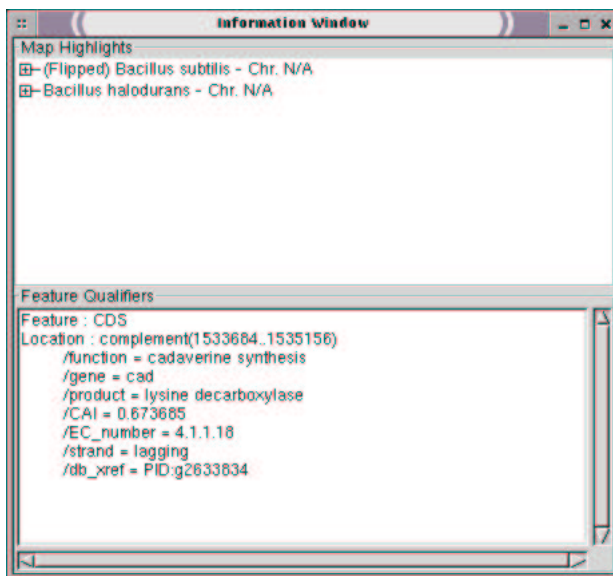 Information Window
Map Highlights
(Flipped) Bacillus subtilis - Chr. N/A
Bacillus halodurans - Chr. N/A
Feature Qualifiers
Feature : CDS
Location : complement(1533684..1535156)
/function = cadaverine synthesis
/gene = cad
/product = lysine decarboxylase
/CAI = 0.673685
/EC_number = 4.1.1.18
/strand = lagging
/db_xref = PID:g2633834